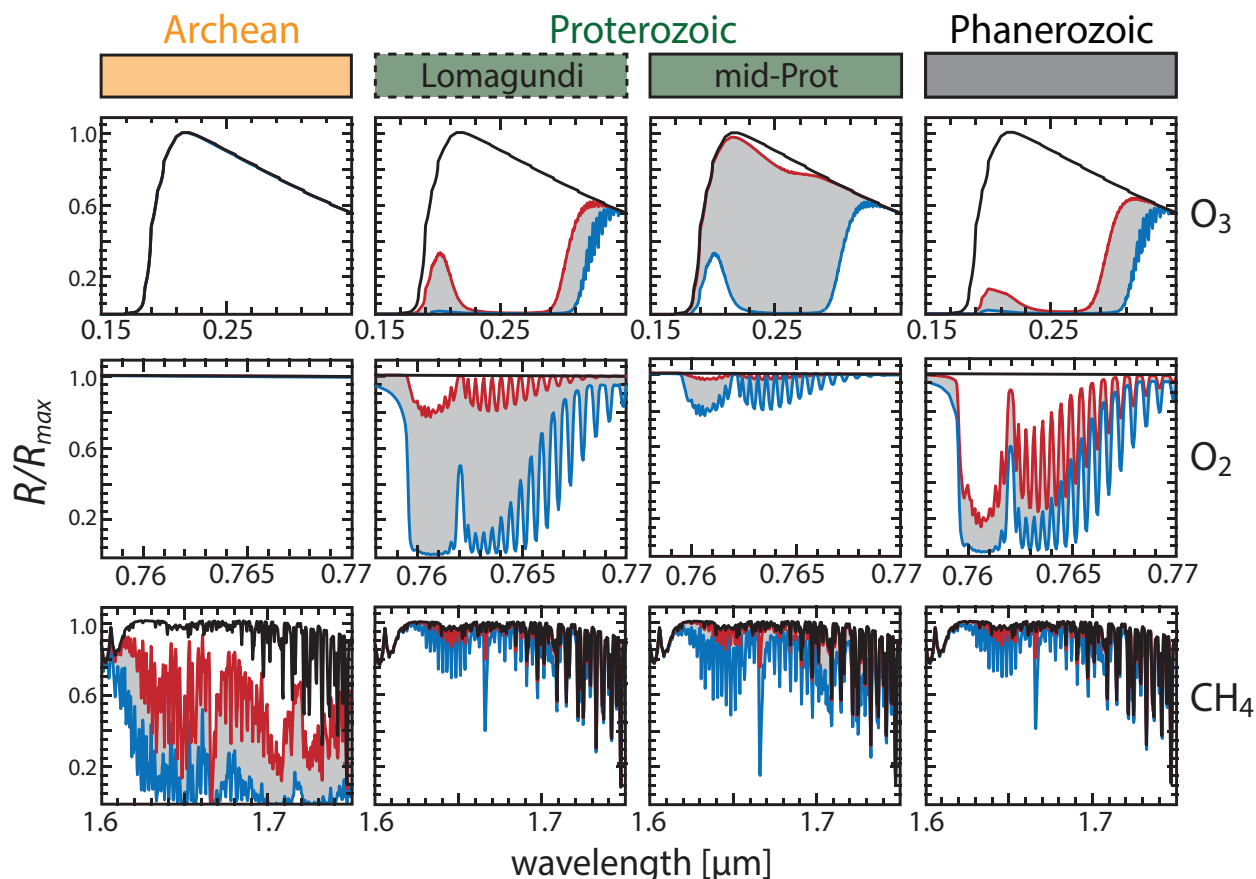 Archean Proterozoic Phanerozoic
Lomagundi mid-Prot
1.0
0.6
0.2
0.15 0.25 0.15 0.25 0.15 0.25 0.15 0.25
O3
1.0
0.6
0.2
0.76 0.765 0.77 0.76 0.765 0.77 0.76 0.765 0.77 0.76 0.765 0.77
O2
R/Rmax
1.0
0.6
0.2
1.6 1.7 1.6 1.7 1.6 1.7 1.6 1.7
CH4
wavelength [μm]